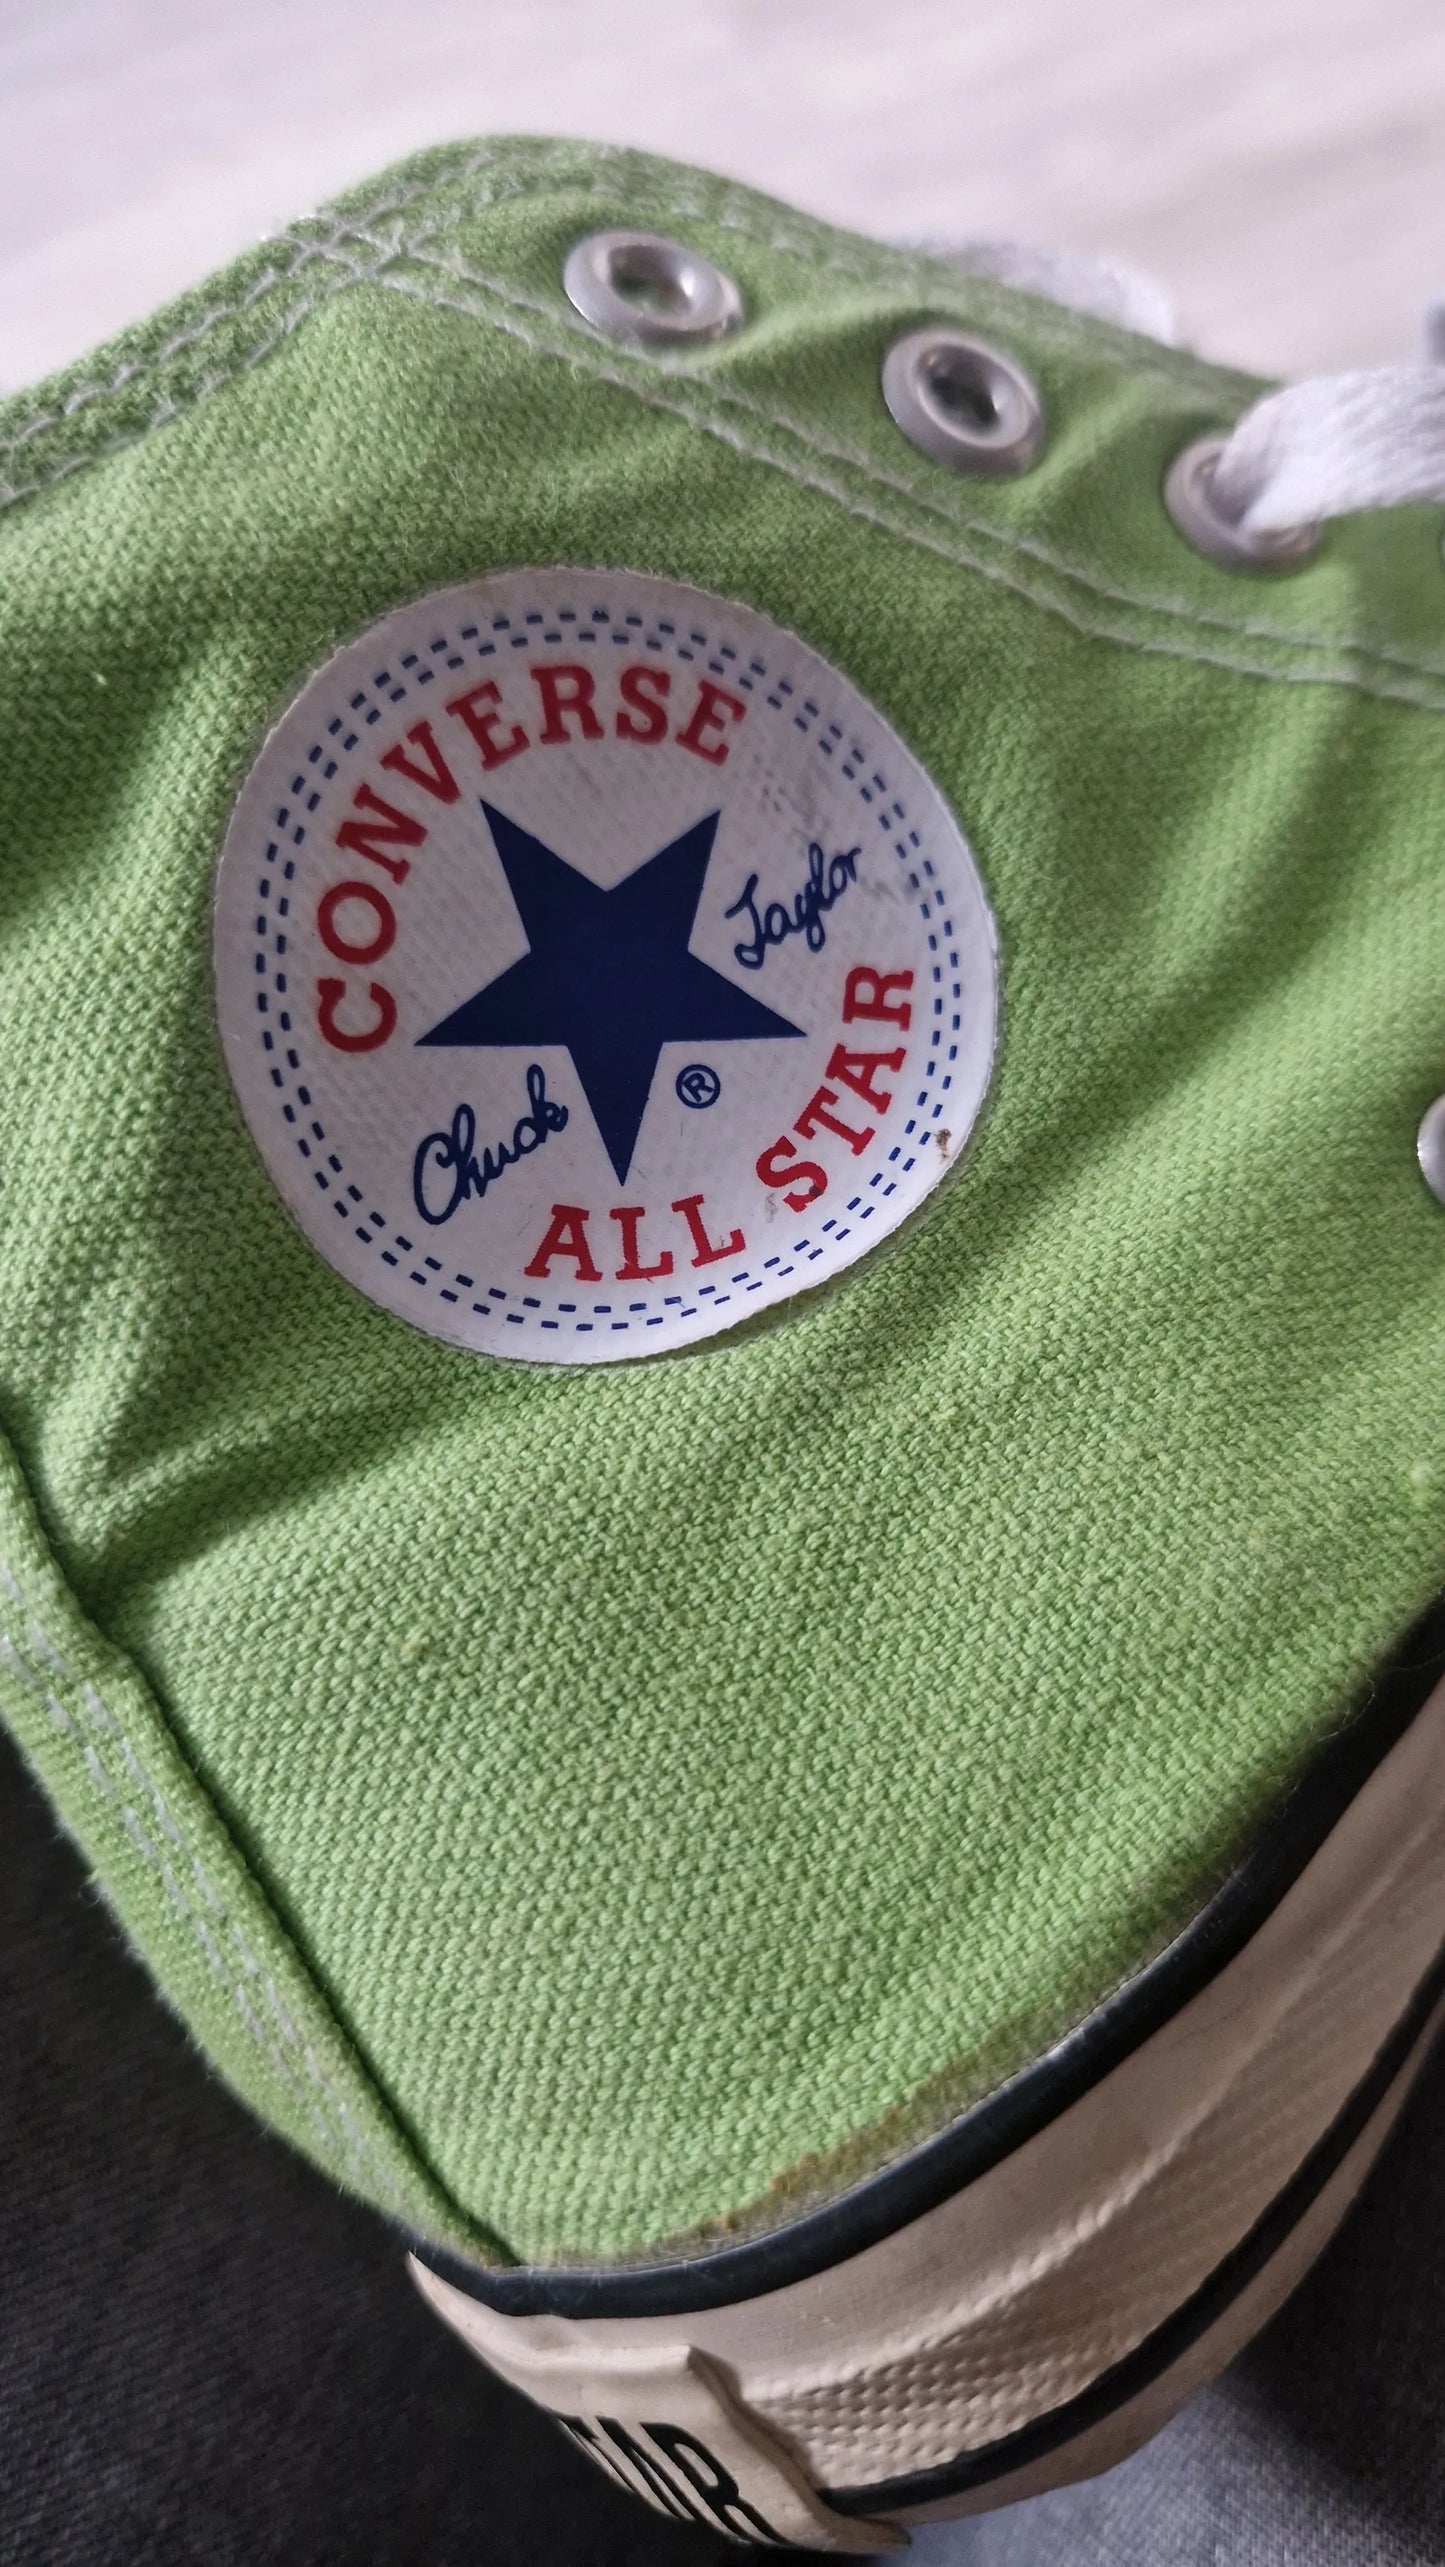 CONVERSE
Chuck Taylor
®
ALL STAR